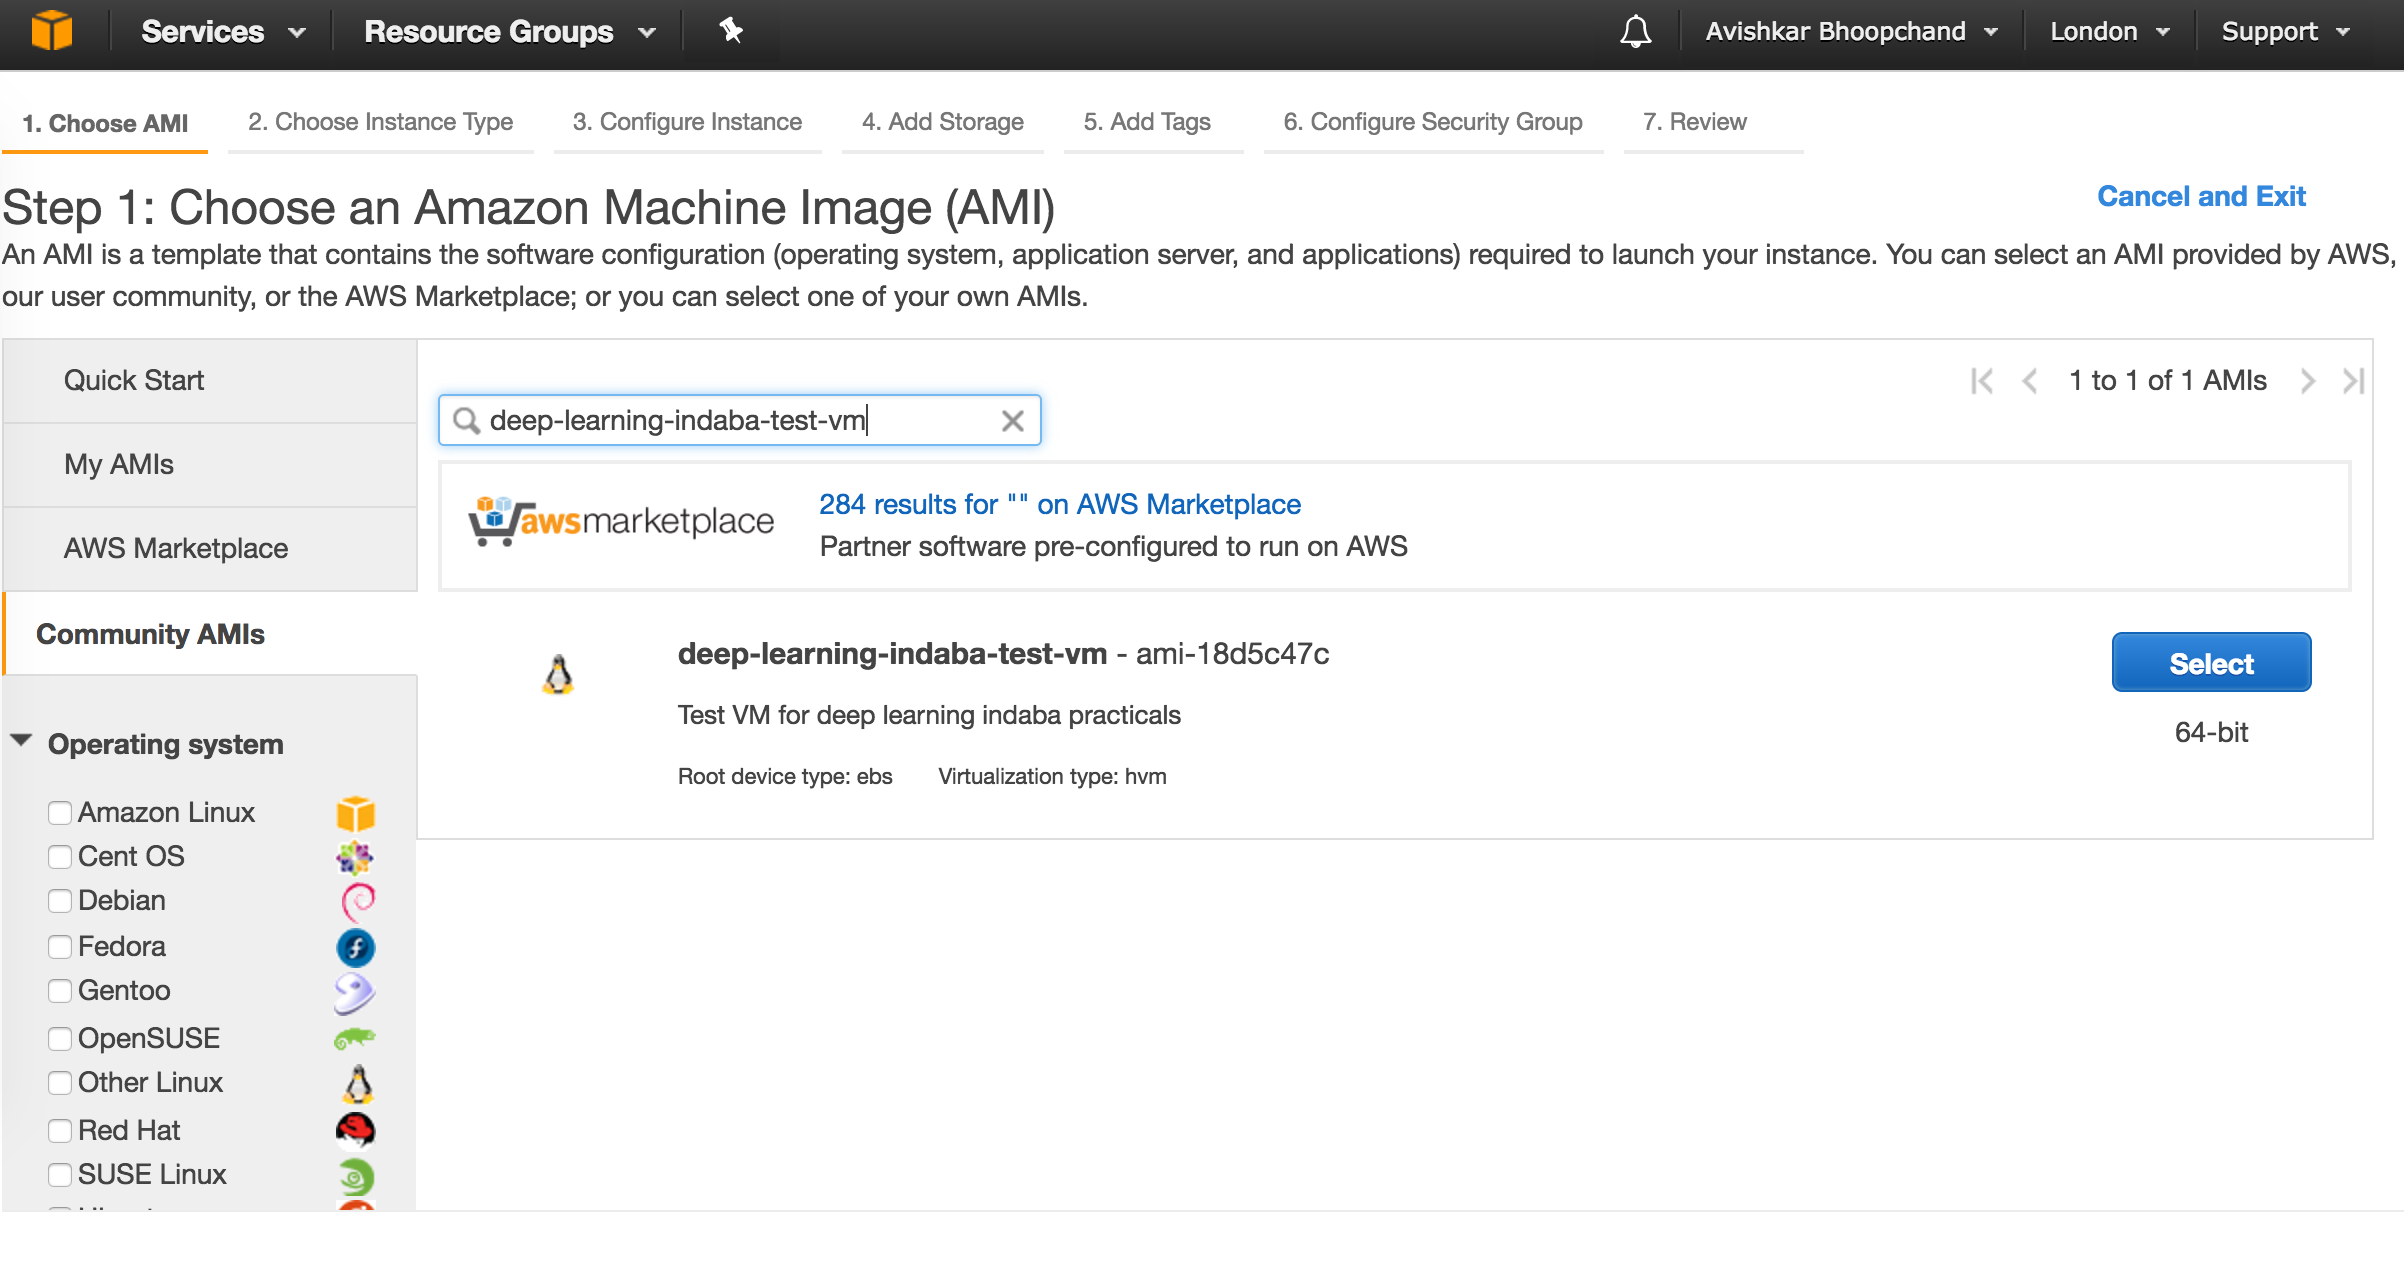 Services
Resource Groups
Avishkar Bhoopchand
London
Support
1. Choose AMI
2. Choose Instance Type
3. Configure Instance
4. Add Storage
5. Add Tags
6. Configure Security Group
7. Review
Step 1: Choose an Amazon Machine Image (AMI)
Cancel and Exit
An AMI is a template that contains the software configuration (operating system, application server, and applications) required to launch your instance. You can select an AMI provided by AWS,
our user community, or the AWS Marketplace; or you can select one of your own AMIs.
Quick Start
My AMIs
AWS Marketplace
Community AMIs
Operating system
Amazon Linux
Cent OS
Debian
Fedora
Gentoo
OpenSUSE
Other Linux
Red Hat
SUSE Linux
1 to 1 of 1 AMIs
deep-learning-indaba-test-vm
awsmarketplace
284 results for "" on AWS Marketplace
Partner software pre-configured to run on AWS
deep-learning-indaba-test-vm - ami-18d5c47c
Test VM for deep learning indaba practicals
Root device type: ebs Virtualization type: hvm
Select
64-bit